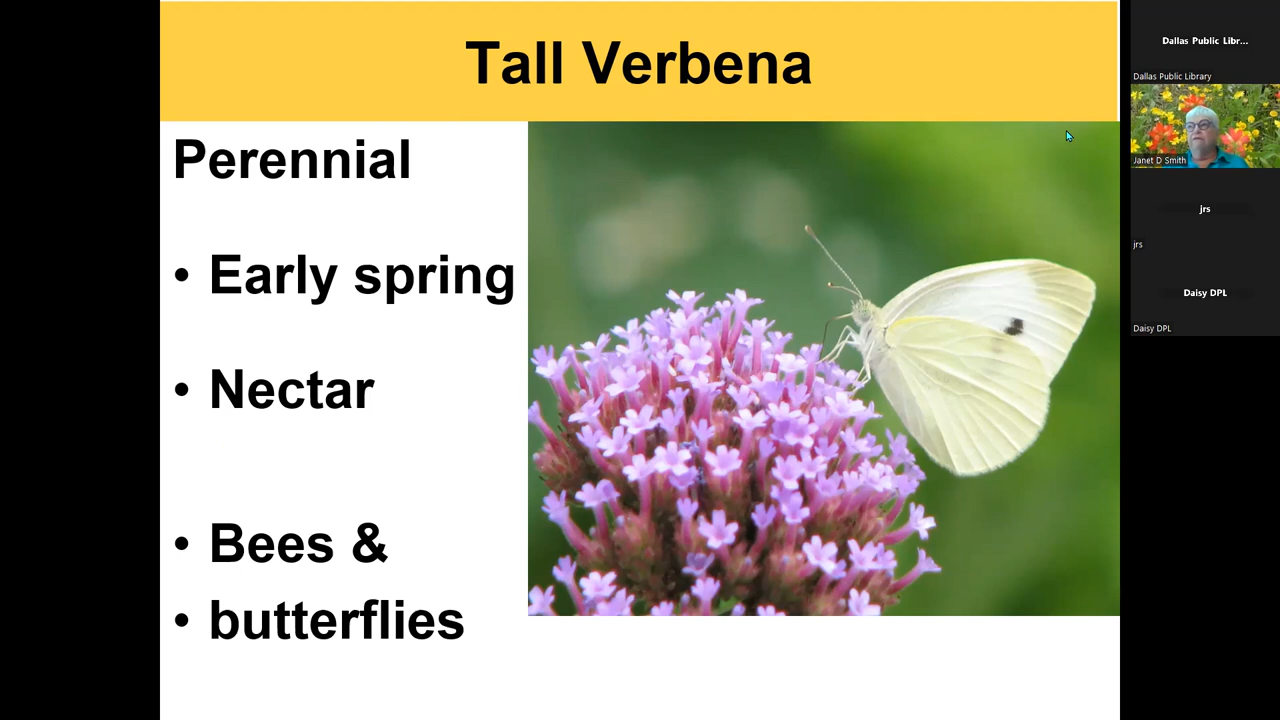 Tall Verbena
Perennial
• Early spring
• Nectar
• Bees &
• butterflies
Dallas Public Libr...
Dallas Public Library
Janet D Smith
jrs
jrs
Daisy DPL
Daisy DPL